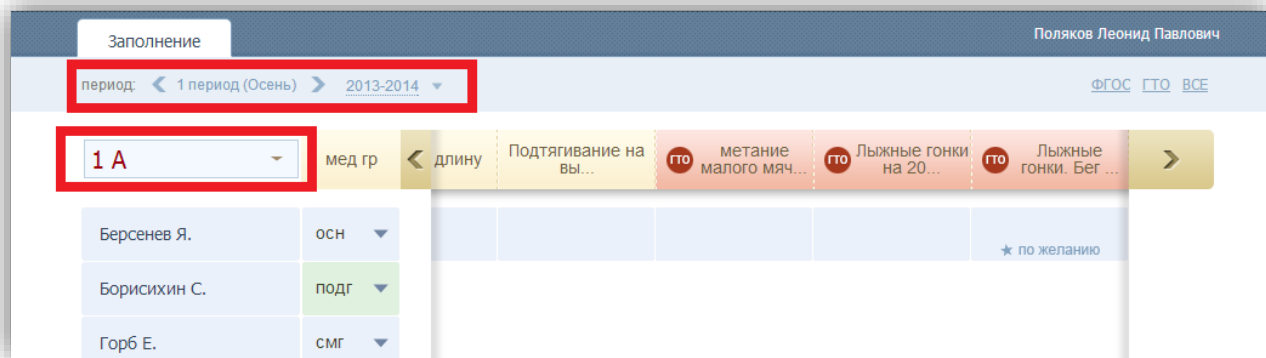 Заполнение
Поляков Леонид Павлович
период: 1 период (Осень) 2013-2014
ФГОС ГТО ВСЕ
1 А
мед гр
длину
Подтягивание на
вы...
ГТО метание
малого мяч...
ГТО Лыжные гонки
на 20...
ГТО Лыжные
гонки. Бег ...
Берсенев Я. осн
по желанию
Борисихин С. подг
Горб Е. смг